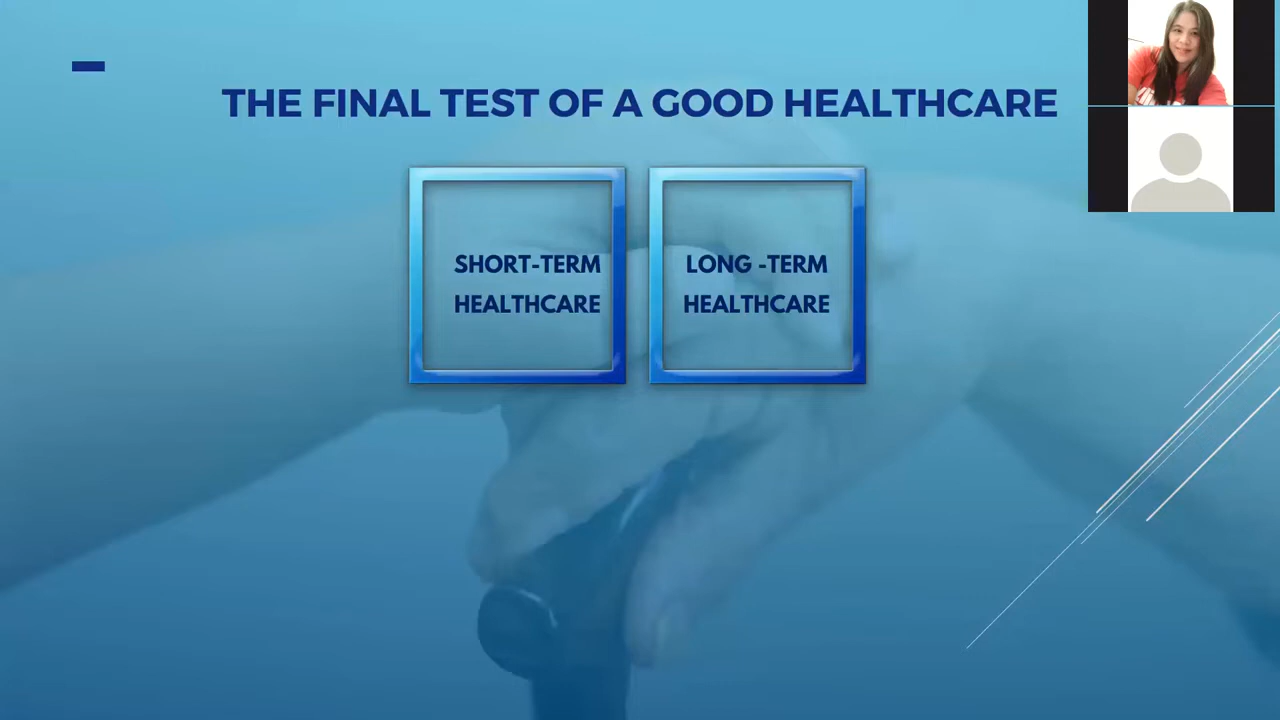 THE FINAL TEST OF A GOOD HEALTHCARE
SHORT-TERM
HEALTHCARE
LONG -TERM
HEALTHCARE